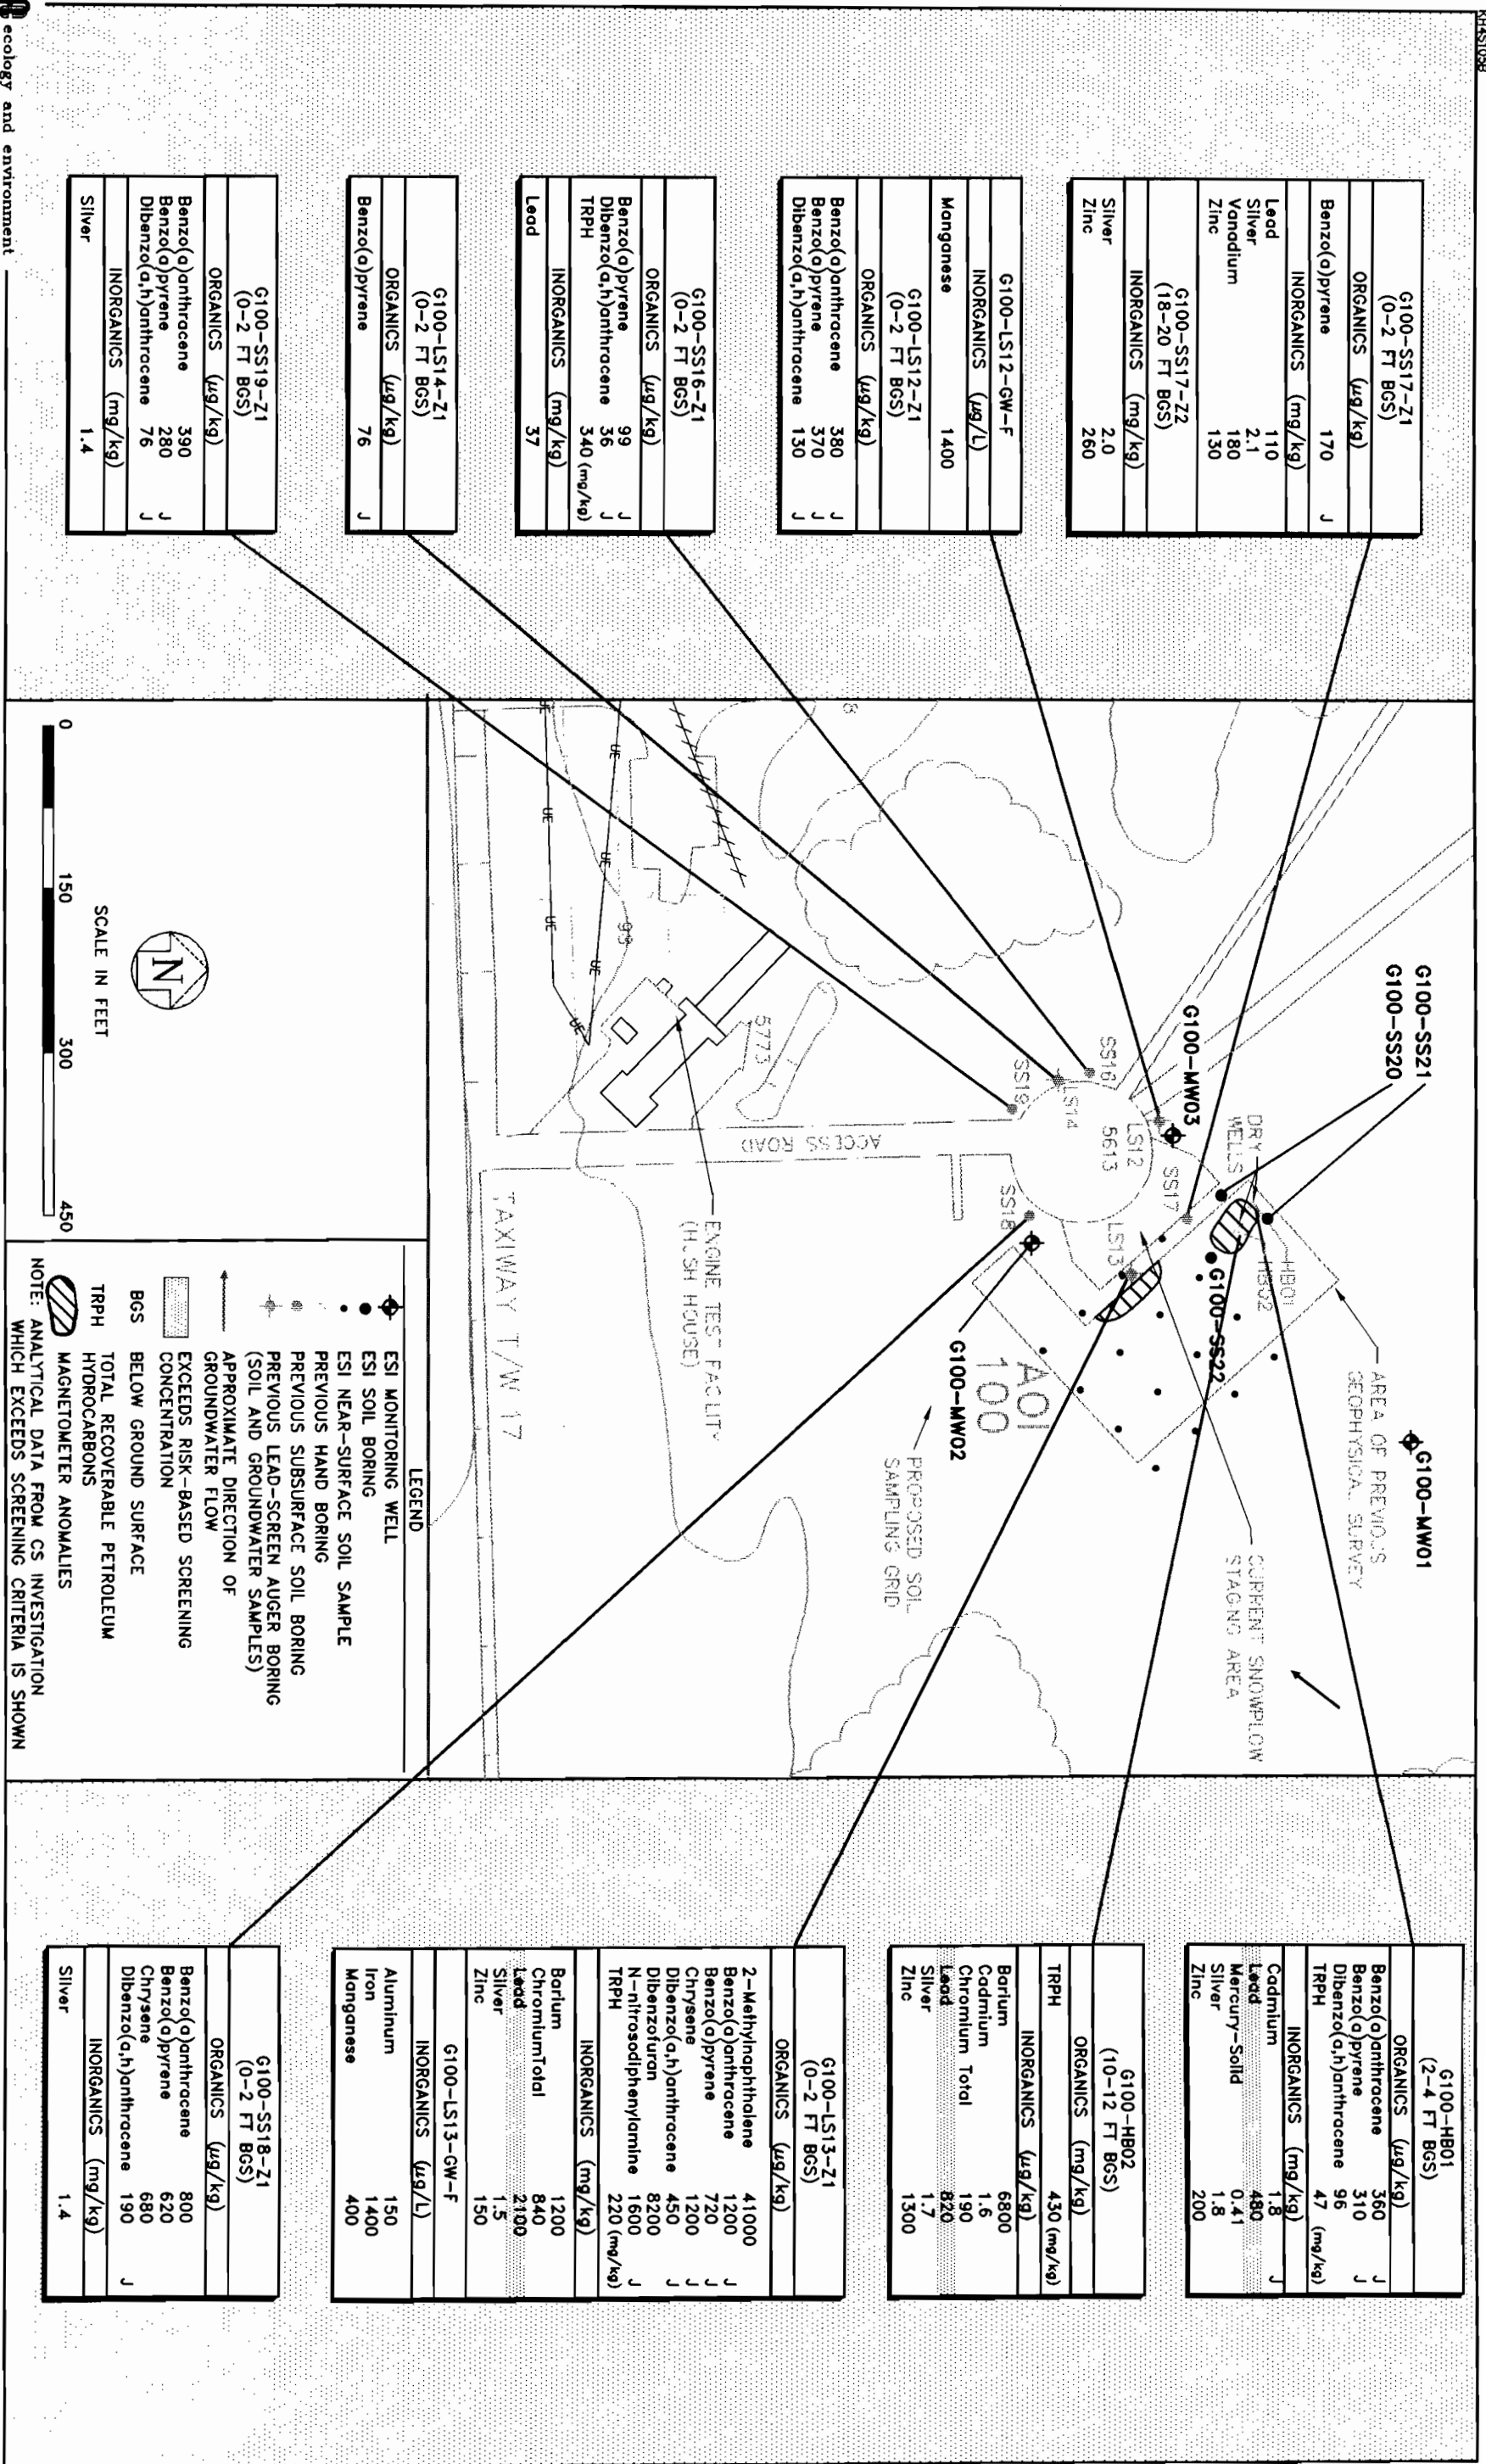 KH4S105B
G100-SS17-Z1
(0-2 FT BGS)
ORGANICS (µg/kg)
Benzo(a)pyrene 170 J
INORGANICS (mg/kg)
Lead 110
Silver 2.1
Vanadium 180
Zinc 130
G100-SS17-Z2
(18-20 FT BGS)
INORGANICS (mg/kg)
Silver 2.0
Zinc 260
G100-LS12-GW-F
INORGANICS (µg/L)
Manganese 1400
G100-LS12-Z1
(0-2 FT BGS)
ORGANICS (µg/kg)
Benzo(a)anthracene 380 J
Benzo(a)pyrene 370 J
Dibenzo(a,h)anthracene 130 J
G100-SS16-Z1
(0-2 FT BGS)
ORGANICS (µg/kg)
Benzo(a)pyrene 99 J
Dibenzo(a,h)anthracene 36 J
TRPH 340 (mg/kg)
INORGANICS (mg/kg)
Lead 37
G100-LS14-Z1
(0-2 FT BGS)
ORGANICS (µg/kg)
Benzo(a)pyrene 76 J
G100-SS19-Z1
(0-2 FT BGS)
ORGANICS (µg/kg)
Benzo(a)anthracene 390
Benzo(a)pyrene 280 J
Dibenzo(a,h)anthracene 76 J
INORGANICS (mg/kg)
Silver 1.4
ecology and environment
G100-SS21
G100-SS20
G100-MW01
AREA OF PREVIOUS
GEOPHYSICAL SURVEY
CURRENT SNOWPLOW
STAGING AREA
DRY
WELLS
HB01
HB02
G100-SS22
G100-MW03
SS17
LS12
5613
LS13
SS16
LS14
SS19
SS18
G100-MW02
AOI
100
PROPOSED SOIL
SAMPLING GRID
ACCESS ROAD
5773
ENGINE TEST FACILITY
(HUSH HOUSE)
TAXIWAY T/W 17
UE
UE
UE
UE
UE
UE
UE
N
SCALE IN FEET
0 150 300 450
LEGEND
ESI MONITORING WELL
ESI SOIL BORING
ESI NEAR-SURFACE SOIL SAMPLE
PREVIOUS HAND BORING
PREVIOUS SUBSURFACE SOIL BORING
PREVIOUS LEAD-SCREEN AUGER BORING
(SOIL AND GROUNDWATER SAMPLES)
APPROXIMATE DIRECTION OF
GROUNDWATER FLOW
EXCEEDS RISK-BASED SCREENING
CONCENTRATION
BGS BELOW GROUND SURFACE
TRPH TOTAL RECOVERABLE PETROLEUM
HYDROCARBONS
MAGNETOMETER ANOMALIES
NOTE: ANALYTICAL DATA FROM CS INVESTIGATION
WHICH EXCEEDS SCREENING CRITERIA IS SHOWN
G100-HB01
(2-4 FT BGS)
ORGANICS (µg/kg)
Benzo(a)anthracene 360 J
Benzo(a)pyrene 310 J
Dibenzo(a,h)anthracene 96 J
TRPH 47 (mg/kg)
INORGANICS (mg/kg)
Cadmium 1.8 J
Lead 480
Mercury-Solid 0.41
Silver 1.8
Zinc 200
G100-HB02
(10-12 FT BGS)
ORGANICS (mg/kg)
TRPH 430 (mg/kg)
INORGANICS (µg/kg)
Barium 6800
Cadmium 1.6
Chromium Total 190
Lead 820
Silver 1.7
Zinc 1300
G100-LS13-Z1
(0-2 FT BGS)
ORGANICS (µg/kg)
2-Methylnaphthalene 41000
Benzo(a)anthracene 1200 J
Benzo(a)pyrene 720 J
Chrysene 1200 J
Dibenzo(a,h)anthracene 450 J
Dibenzofuran 8200
N-nitrosodiphenylamine 1600 J
TRPH 220 (mg/kg)
INORGANICS (mg/kg)
Barium 1200
ChromiumTotal 840
Lead 2100
Silver 1.5
Zinc 150
G100-LS13-GW-F
INORGANICS (µg/L)
Aluminum 150
Iron 1400
Manganese 400
G100-SS18-Z1
(0-2 FT BGS)
ORGANICS (µg/kg)
Benzo(a)anthracene 800
Benzo(a)pyrene 620
Chrysene 680
Dibenzo(a,h)anthracene 190 J
INORGANICS (mg/kg)
Silver 1.4